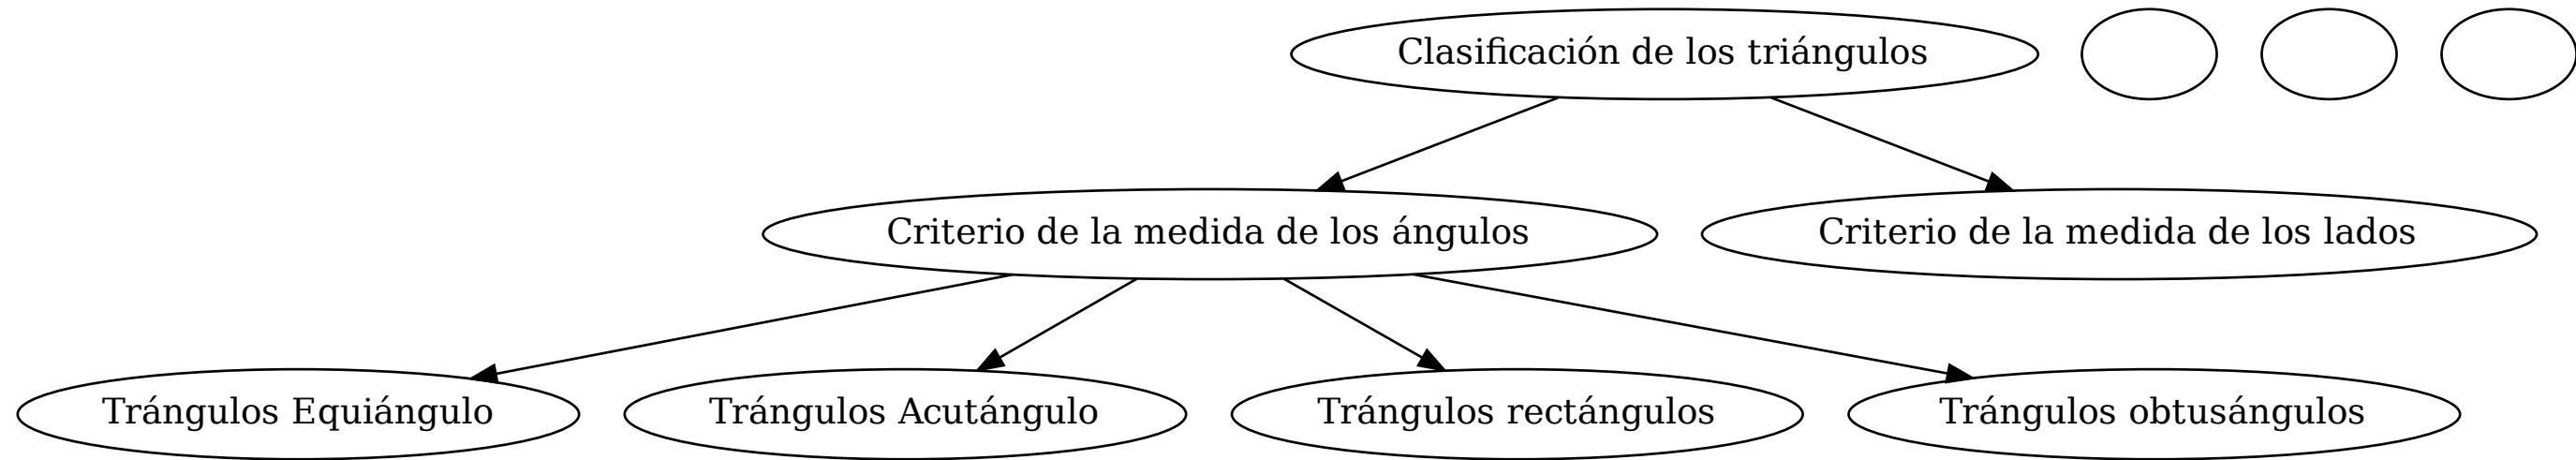 Clasificación de los triángulos
Criterio de la medida de los ángulos
Criterio de la medida de los lados
Trángulos Equiángulo
Trángulos Acutángulo
Trángulos rectángulos
Trángulos obtusángulos